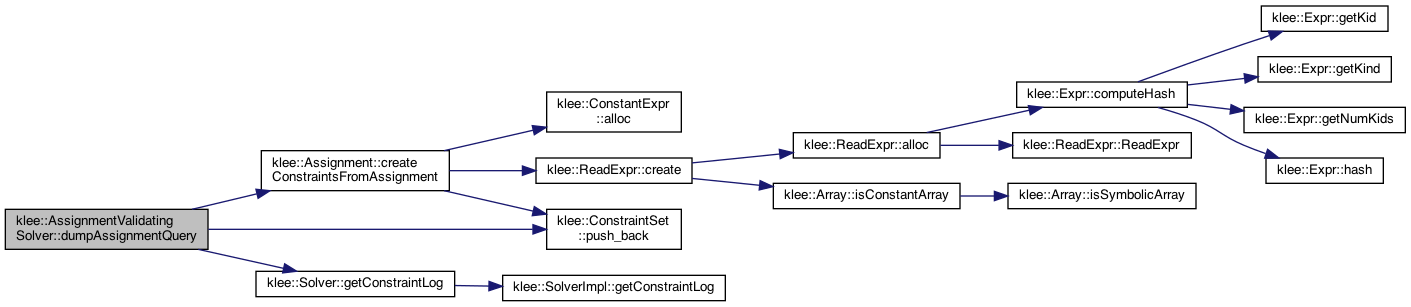 klee::AssignmentValidating
Solver::dumpAssignmentQuery
klee::Assignment::create
ConstraintsFromAssignment
klee::ConstantExpr
::alloc
klee::ReadExpr::create
klee::ConstraintSet
::push_back
klee::Solver::getConstraintLog
klee::SolverImpl::getConstraintLog
klee::ReadExpr::alloc
klee::Array::isConstantArray
klee::Expr::computeHash
klee::ReadExpr::ReadExpr
klee::Array::isSymbolicArray
klee::Expr::getKid
klee::Expr::getKind
klee::Expr::getNumKids
klee::Expr::hash